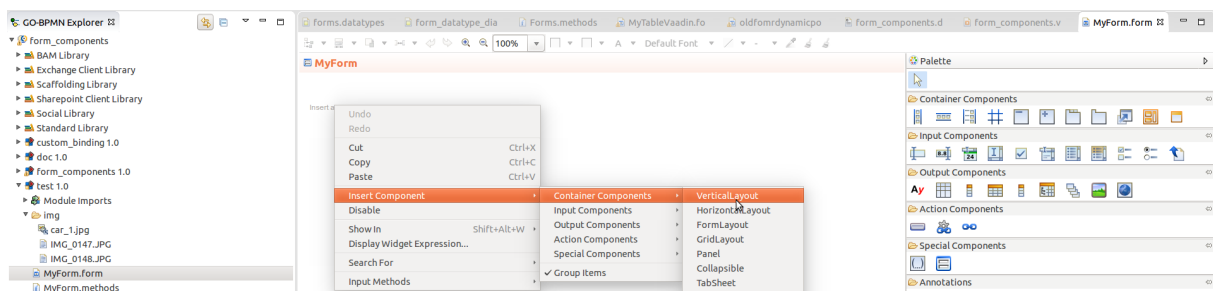 GO-BPMN Explorer
form_components
BAM Library
Exchange Client Library
Scaffolding Library
Sharepoint Client Library
Social Library
Standard Library
custom_binding 1.0
doc 1.0
form_components 1.0
test 1.0
Module Imports
img
car_1.jpg
IMG_0147.JPG
IMG_0148.JPG
MyForm.form
MyForm.methods
forms.datatypes form_datatype_dia Forms.methods MyTableVaadin.fo oldfomrdynamicpo form_components.d form_components.v MyForm.form
100% A Default Font
MyForm
Insert a
Undo
Redo
Cut Ctrl+X
Copy Ctrl+C
Paste Ctrl+V
Insert Component
Disable
Show In Shift+Alt+W
Display Widget Expression...
Search For
Input Methods
Container Components
Input Components
Output Components
Action Components
Special Components
Group Items
VerticalLayout
HorizontalLayout
FormLayout
GridLayout
Panel
Collapsible
TabSheet
Palette
Container Components
Input Components
24
Output Components
Ay
Action Components
Special Components
Annotations